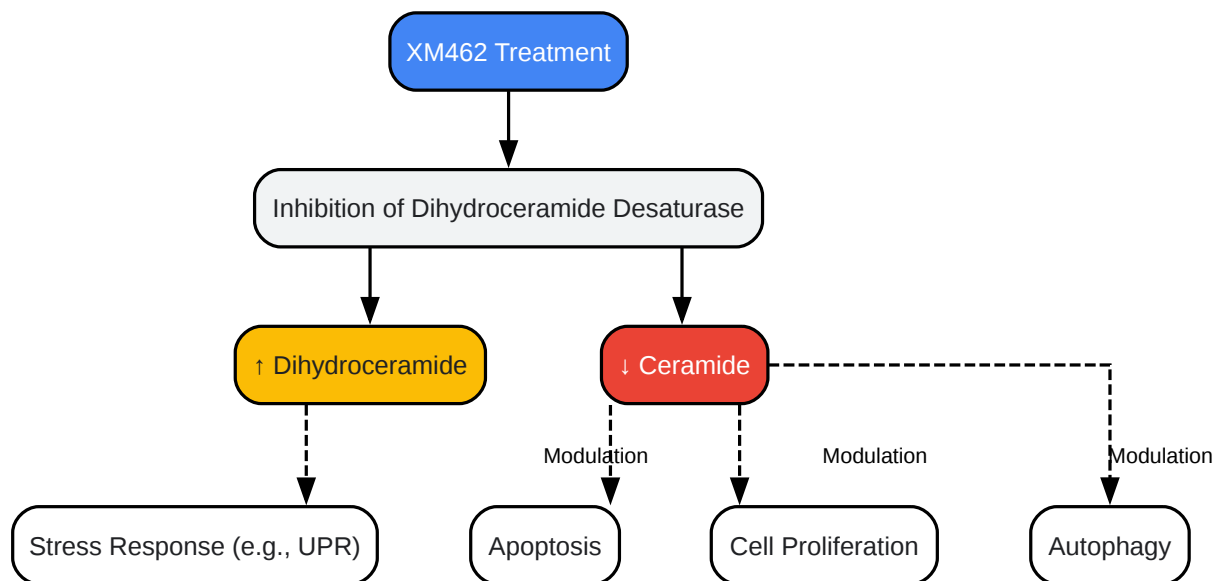 XM462 Treatment
Inhibition of Dihydroceramide Desaturase
↑ Dihydroceramide
↓ Ceramide
Modulation
Modulation
Modulation
Stress Response (e.g., UPR)
Apoptosis
Cell Proliferation
Autophagy